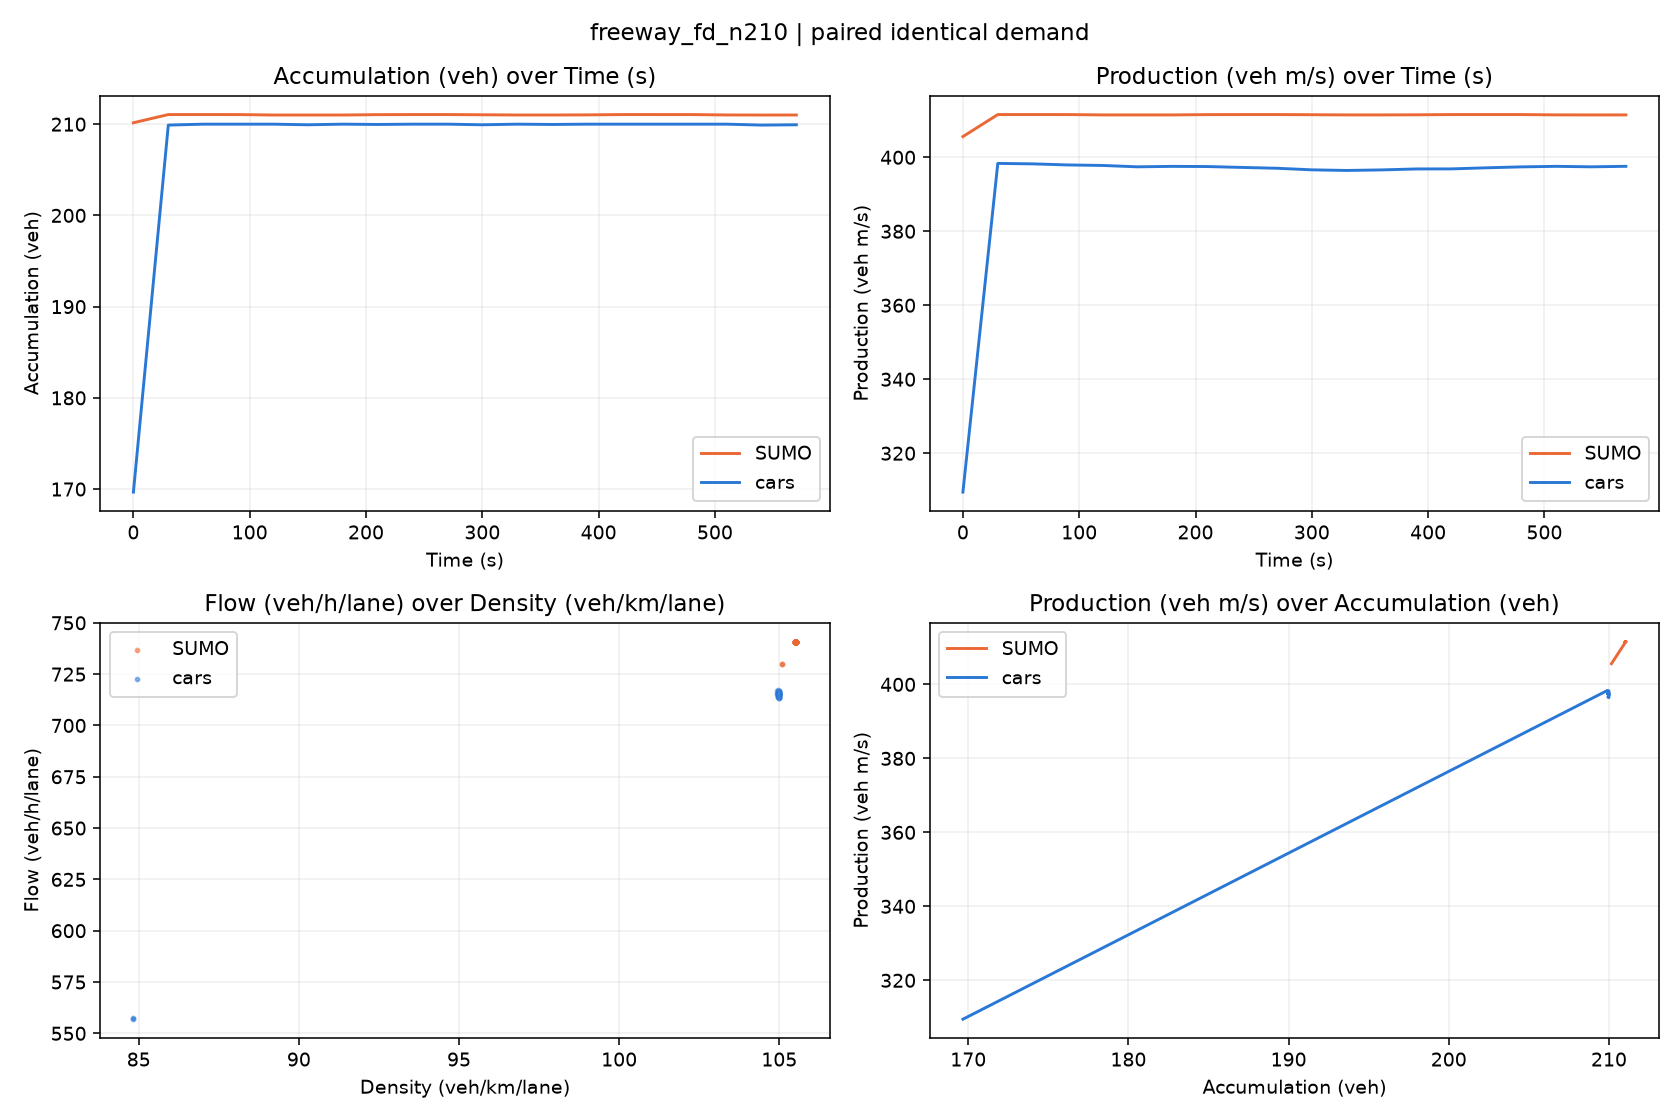 freeway_fd_n210 | paired identical demand
Accumulation (veh) over Time (s)
Accumulation (veh)
210
200
190
180
170
0 100 200 300 400 500
Time (s)
SUMO
cars
Production (veh m/s) over Time (s)
Production (veh m/s)
400
380
360
340
320
0 100 200 300 400 500
Time (s)
SUMO
cars
Flow (veh/h/lane) over Density (veh/km/lane)
Flow (veh/h/lane)
750
725
700
675
650
625
600
575
550
85 90 95 100 105
Density (veh/km/lane)
SUMO
cars
Production (veh m/s) over Accumulation (veh)
Production (veh m/s)
400
380
360
340
320
170 180 190 200 210
Accumulation (veh)
SUMO
cars